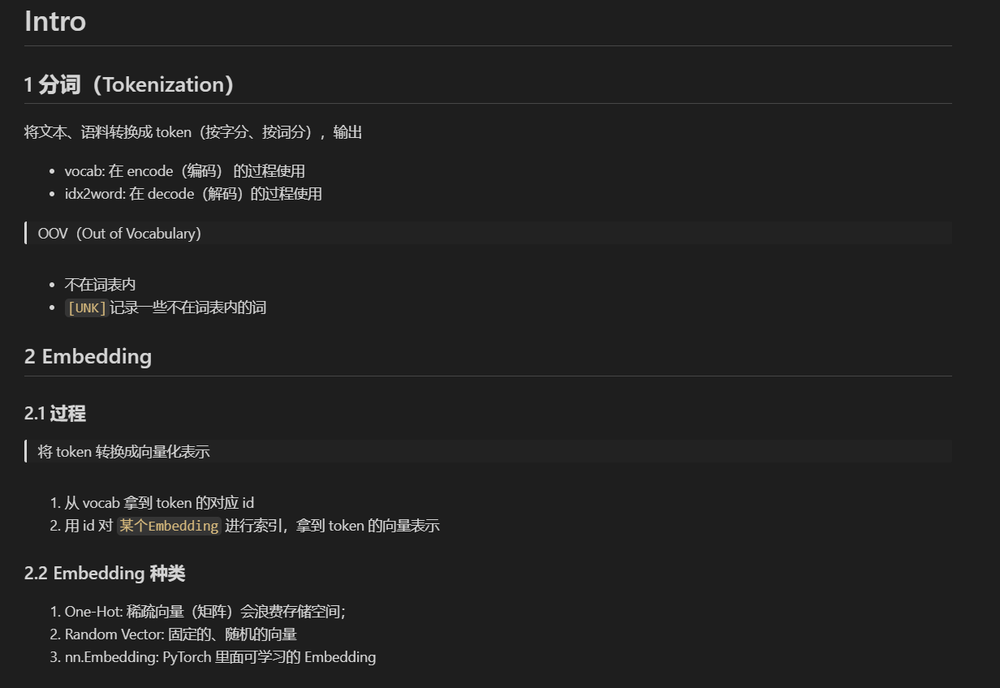 Intro
1 分词（Tokenization）
将文本、语料转换成 token（按字分、按词分），输出
• vocab: 在 encode（编码） 的过程使用
• idx2word: 在 decode（解码）的过程使用
OOV（Out of Vocabulary）
• 不在词表内
• [UNK]记录一些不在词表内的词
2 Embedding
2.1 过程
将 token 转换成向量化表示
1. 从 vocab 拿到 token 的对应 id
2. 用 id 对 某个Embedding 进行索引，拿到 token 的向量表示
2.2 Embedding 种类
1. One-Hot: 稀疏向量（矩阵）会浪费存储空间；
2. Random Vector: 固定的、随机的向量
3. nn.Embedding: PyTorch 里面可学习的 Embedding